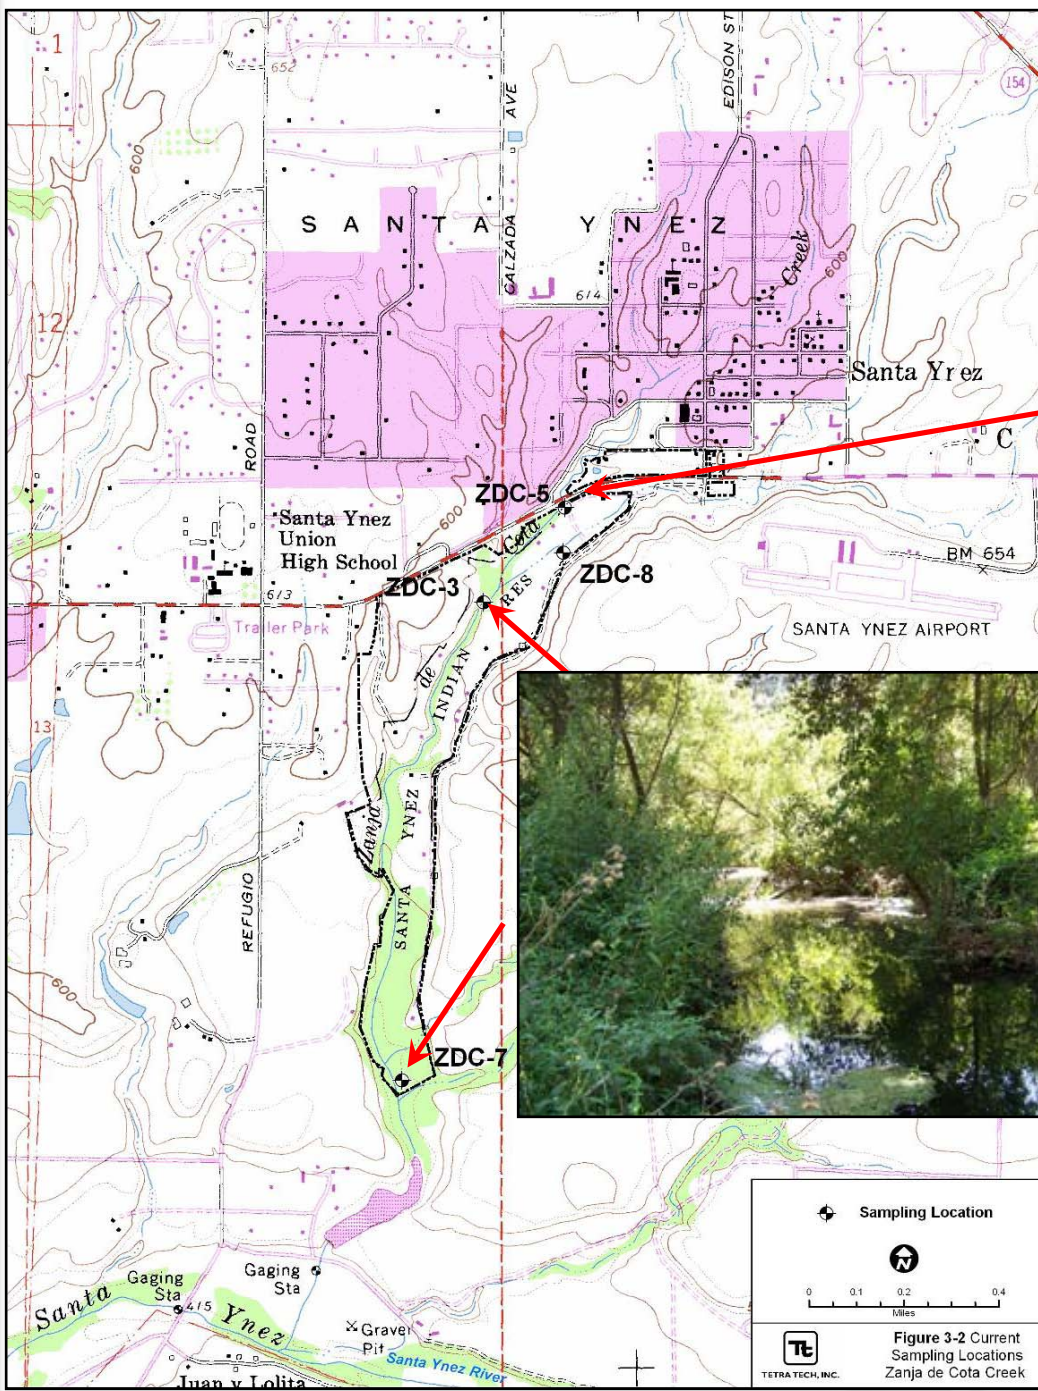 1
652
AVE
EDISON ST
154
600
SANTA YNEZ
CALZADA
Creek
600
614
12
Santa Yrez
ROAD
C
ZDC-5
600
Santa Ynez
Union
High School
Cota
BM 654
ZDC-3
ZDC-8
RES
613
Trailer Park
SANTA YNEZ AIRPORT
de
INDIAN
13
YNEZ
Zanja
REFUGIO
SANTA
600
ZDC-7
Sampling Location
N
0 0.1 0.2 0.4
Miles
Gaging
Sta
Gaging
Sta
415
Santa Ynez
Gravel
Pit
Santa Ynez River
Juan y Lolita
Tt
TETRA TECH, INC.
Figure 3-2 Current
Sampling Locations
Zanja de Cota Creek